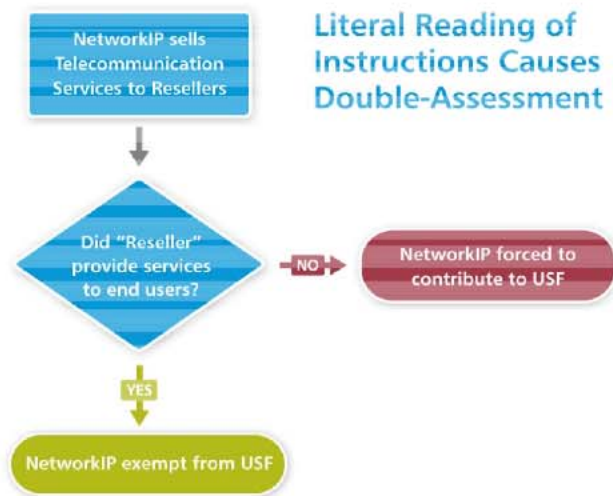 Literal Reading of
Instructions Causes
Double-Assessment
NetworkIP sells
Telecommunication
Services to Resellers
Did "Reseller"
provide services
to end users?
NO
NetworkIP forced to
contribute to USF
YES
NetworkIP exempt from USF